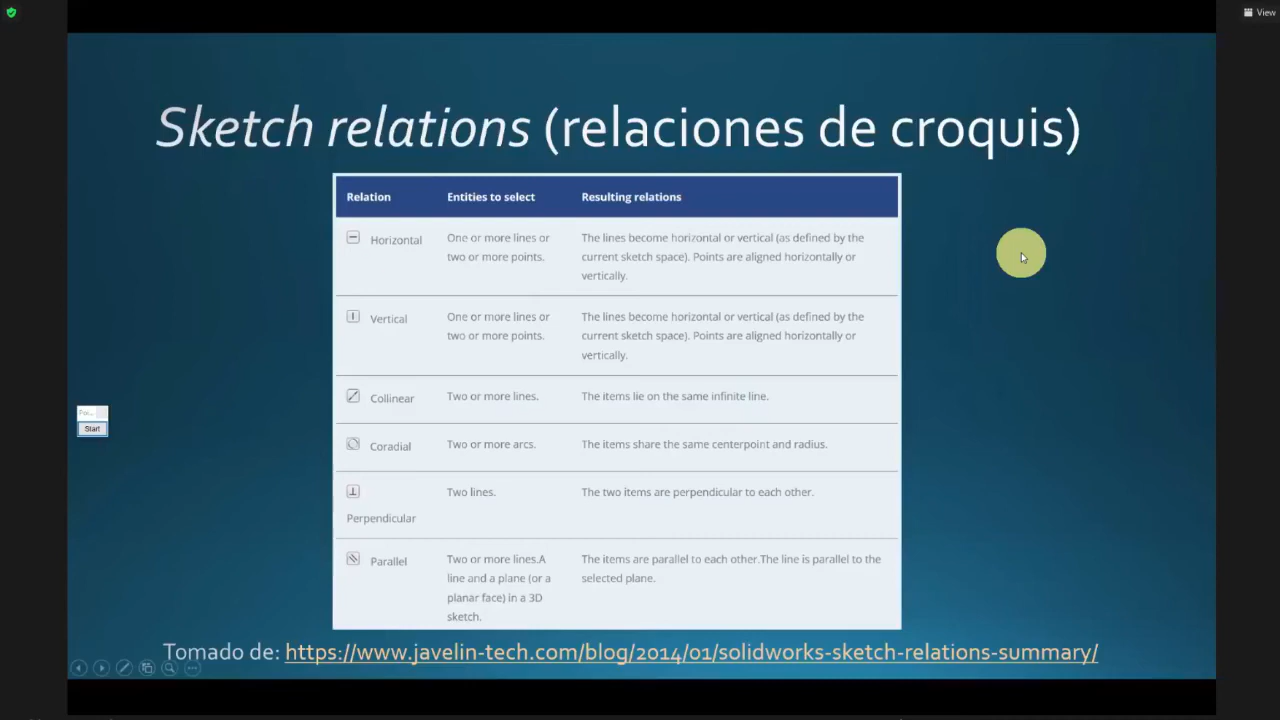 View
Sketch relations (relaciones de croquis)
Relation Entities to select Resulting relations
Horizontal One or more lines or The lines become horizontal or vertical (as defined by the
two or more points. current sketch space). Points are aligned horizontally or
vertically.
Vertical One or more lines or The lines become horizontal or vertical (as defined by the
two or more points. current sketch space). Points are aligned horizontally or
vertically.
Collinear Two or more lines. The items lie on the same infinite line.
Coradial Two or more arcs. The items share the same centerpoint and radius.
Two lines. The two items are perpendicular to each other.
Perpendicular
Parallel Two or more lines.A The items are parallel to each other.The line is parallel to the
line and a plane (or a selected plane.
planar face) in a 3D
sketch.
Poi...
Start
Tomado de: https://www.javelin-tech.com/blog/2014/01/solidworks-sketch-relations-summary/